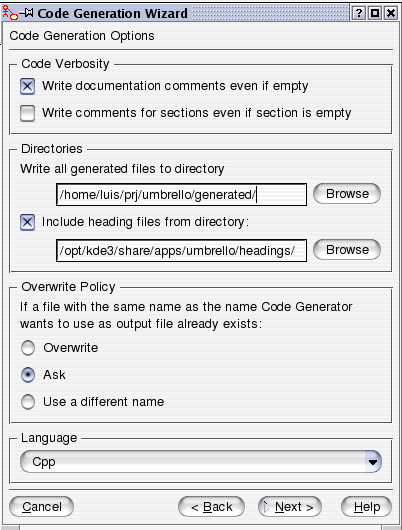 Code Generation Wizard
Code Generation Options
Code Verbosity
Write documentation comments even if empty
Write comments for sections even if section is empty
Directories
Write all generated files to directory
/home/luis/prj/umbrello/generated/
Browse
Include heading files from directory:
/opt/kde3/share/apps/umbrello/headings/
Browse
Overwrite Policy
If a file with the same name as the name Code Generator
wants to use as output file already exists:
Overwrite
Ask
Use a different name
Language
Cpp
Cancel
< Back
Next >
Help